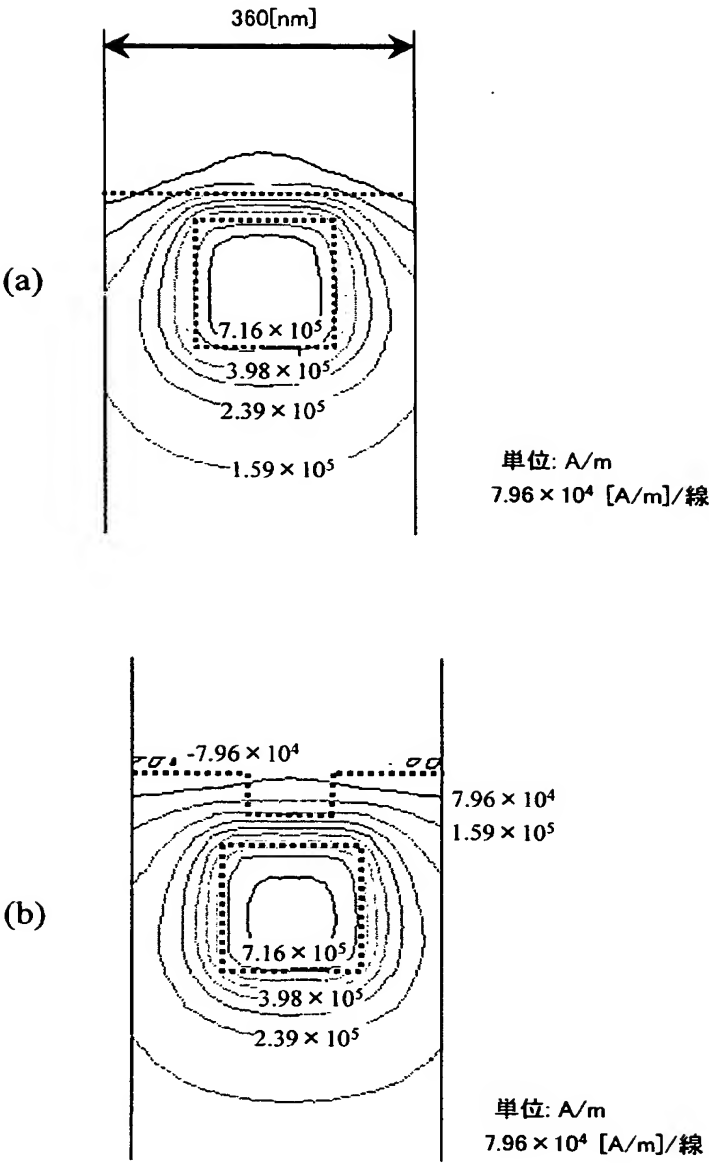 360[nm]
(a)
7.16 × 10⁵
3.98 × 10⁵
2.39 × 10⁵
1.59 × 10⁵
単位: A/m
7.96 × 10⁴ [A/m]/線
-7.96 × 10⁴
7.96 × 10⁴
1.59 × 10⁵
(b)
7.16 × 10⁵
3.98 × 10⁵
2.39 × 10⁵
単位: A/m
7.96 × 10⁴ [A/m]/線